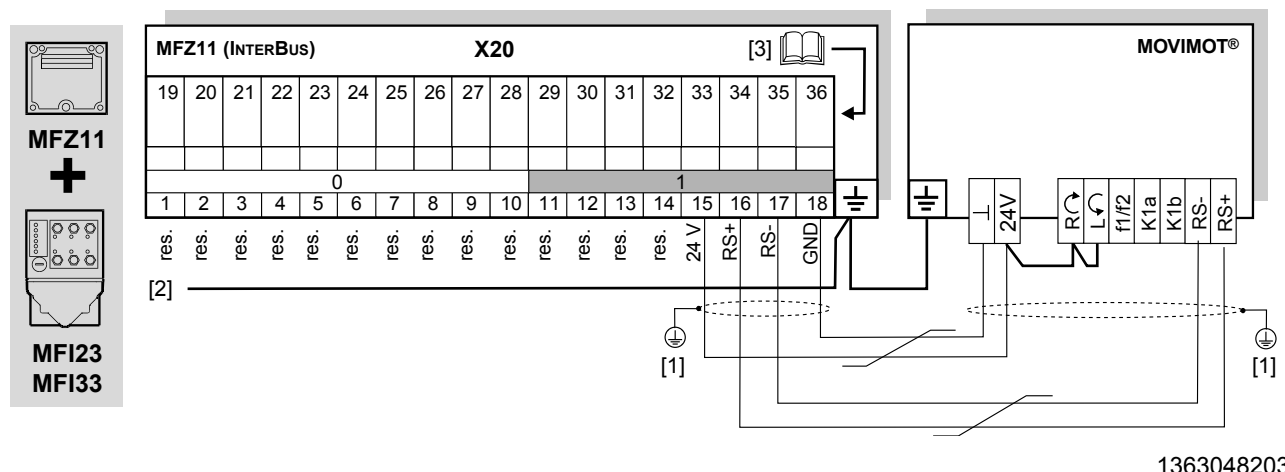 MFZ11 (INTERBUS) X20 [3]
MOVIMOT®
19 20 21 22 23 24 25 26 27 28 29 30 31 32 33 34 35 36
MFZ11
+
MFI23
MFI33
0 1
1 2 3 4 5 6 7 8 9 10 11 12 13 14 15 16 17 18
res. res. res. res. res. res. res. res. res. res. res. res. res. res. 24 V RS+ RS- GND
⊥ 24V R L f1/f2 K1a K1b RS- RS+
[2]
[1] [1]
1363048203